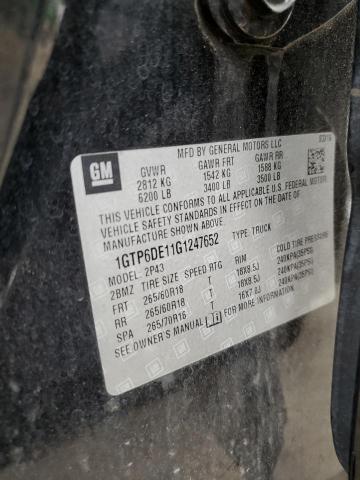 GM
MFD BY GENERAL MOTORS LLC
GVWR GAWR FRT GAWR RR
2812 KG 1542 KG 1588 KG
6200 LB 3400 LB 3500 LB
THIS VEHICLE CONFORMS TO ALL APPLICABLE U.S. FEDERAL MOTOR
VEHICLE SAFETY STANDARDS IN EFFECT ON THE DATE OF
MANUFACTURE SHOWN ABOVE.
1GTP6DE11G1247652 TYPE: TRUCK
MODEL: 2P43
2BMZ TIRE SIZE SPEED RTG RIM COLD TIRE PRESSURE
FRT 265/60R18 T 18X8.5J 240KPA(35PSI)
RR 265/60R18 T 18X8.5J 240KPA(35PSI)
SPA 265/70R16 T 16X7.0J 240KPA(35PSI)
SEE OWNER'S MANUAL FOR MORE INFORMATION.